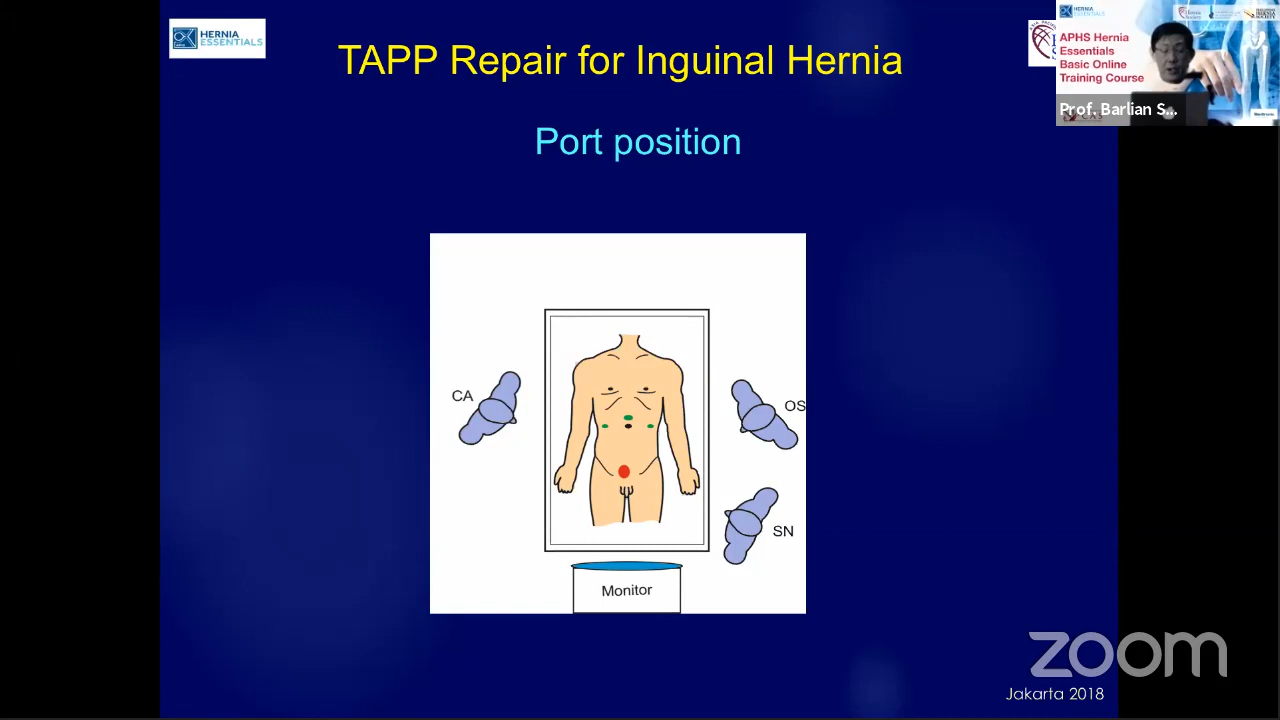 HERNIA
ESSENTIALS
TAPP Repair for Inguinal Hernia
Port position
CA
OS
SN
Monitor
HERNIA
ESSENTIALS
APHS Hernia
Essentials
Basic Online
Training Course
Prof. Barlian S...
zoom
Jakarta 2018